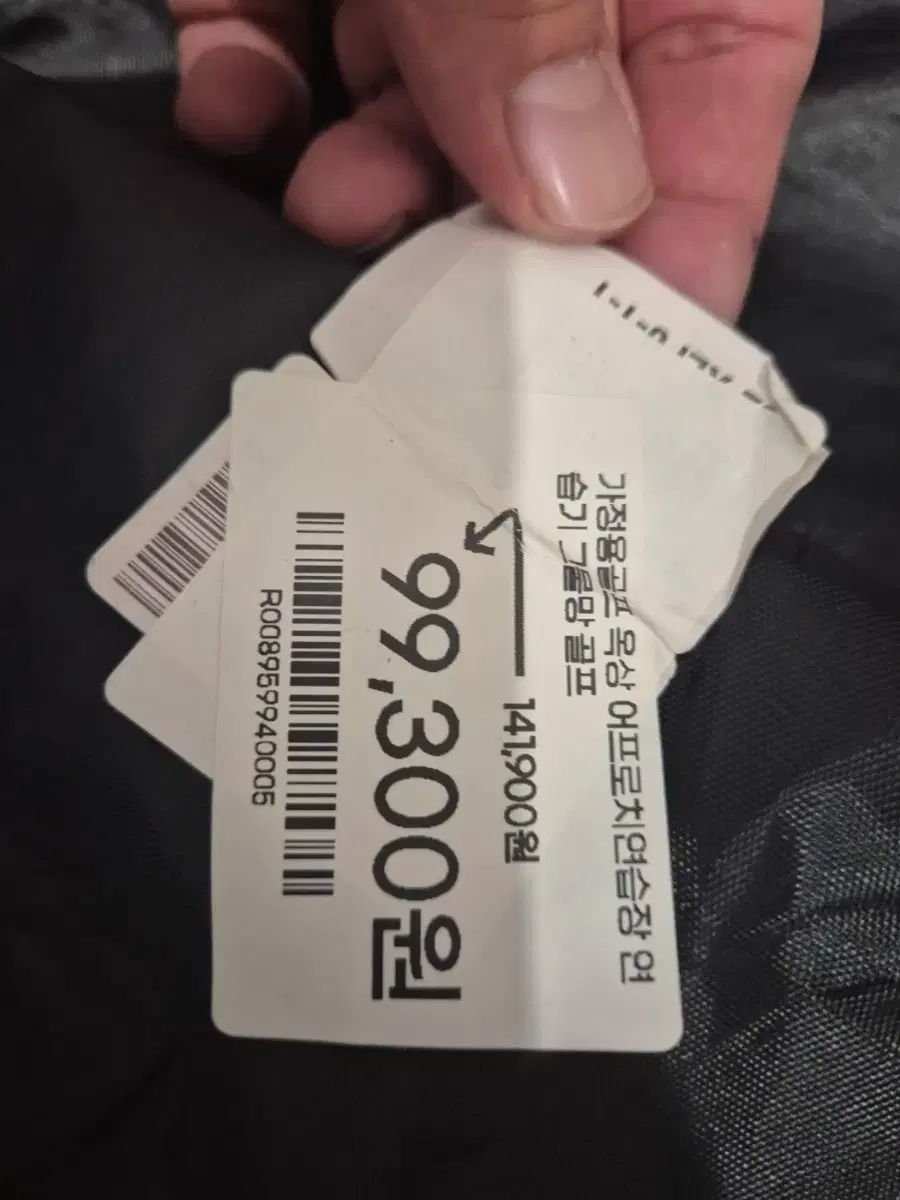 가정용골프 옥상 어프로치연습장 연
습기 그물망 골프
141,900원
99,300원
R008959940005